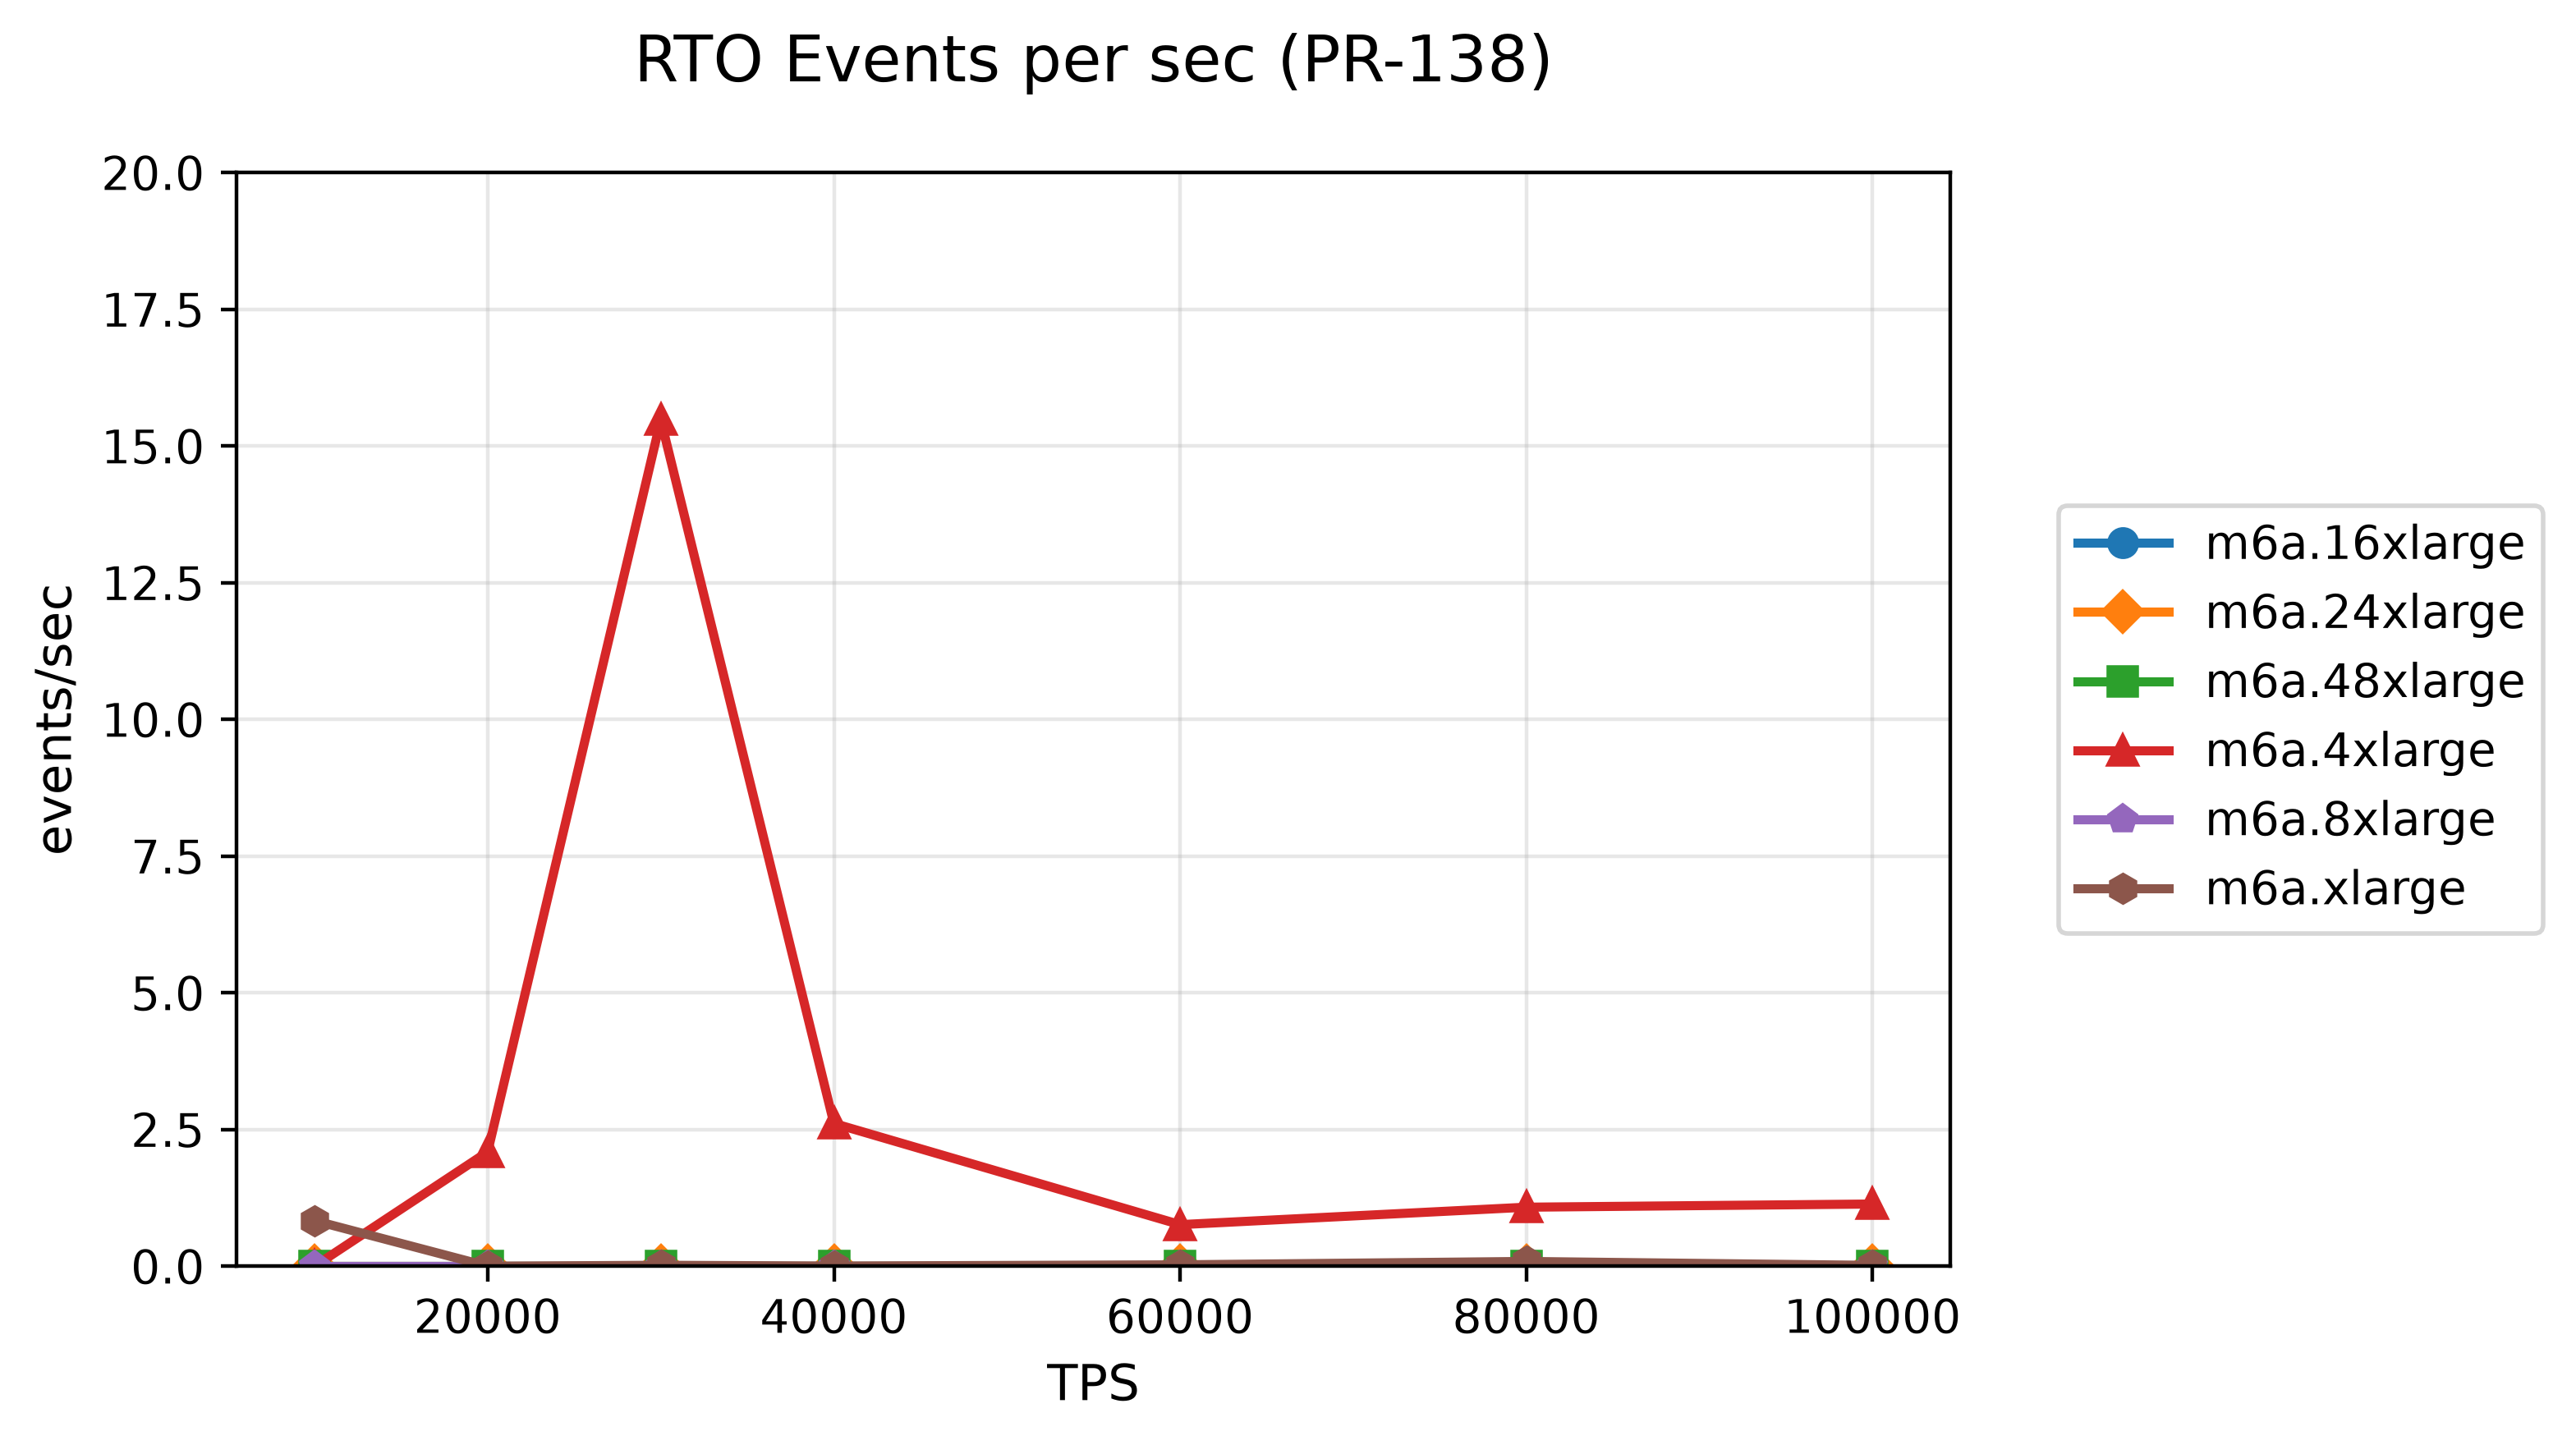 RTO Events per sec (PR-138)
20.0
17.5
15.0
12.5
10.0
7.5
5.0
2.5
0.0
events/sec
20000 40000 60000 80000 100000
TPS
m6a.16xlarge
m6a.24xlarge
m6a.48xlarge
m6a.4xlarge
m6a.8xlarge
m6a.xlarge